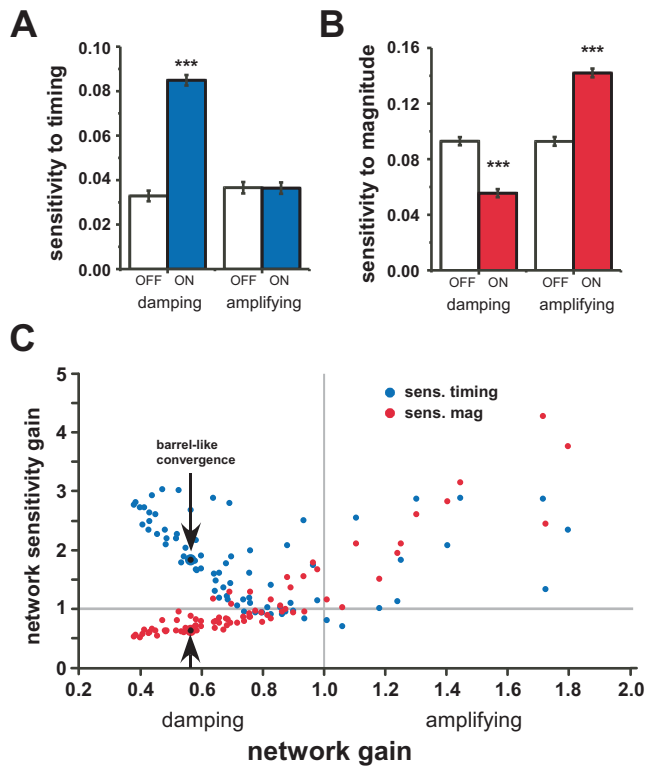 A
sensitivity to timing
0.10
0.08
0.06
0.04
0.02
0.00
***
OFF ON OFF ON
damping amplifying
B
sensitivity to magnitude
0.16
0.12
0.08
0.04
0.00
***
***
OFF ON OFF ON
damping amplifying
C
network sensitivity gain
5
4
3
2
1
0
sens. timing
sens. mag
barrel-like
convergence
0.2 0.4 0.6 0.8 1.0 1.2 1.4 1.6 1.8 2.0
damping amplifying
network gain